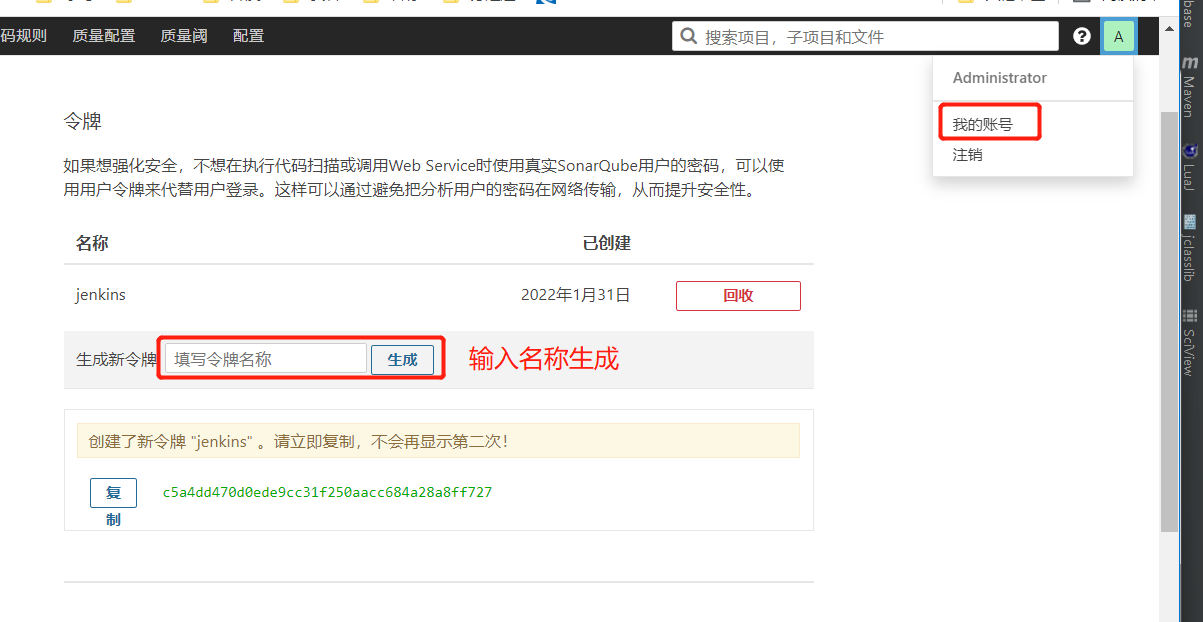 码规则 质量配置 质量阈 配置 搜索项目，子项目和文件 A
Administrator
我的账号
注销
令牌
如果想强化安全，不想在执行代码扫描或调用Web Service时使用真实SonarQube用户的密码，可以使
用用户令牌来代替用户登录。这样可以通过避免把分析用户的密码在网络传输，从而提升安全性。
名称 已创建
jenkins 2022年1月31日 回收
生成新令牌 填写令牌名称 生成 输入名称生成
创建了新令牌 "jenkins" 。请立即复制，不会再显示第二次！
复
制
c5a4dd470d0ede9cc31f250aacc684a28a8ff727
base
Maven
LuaJ
jclasslib
SciView